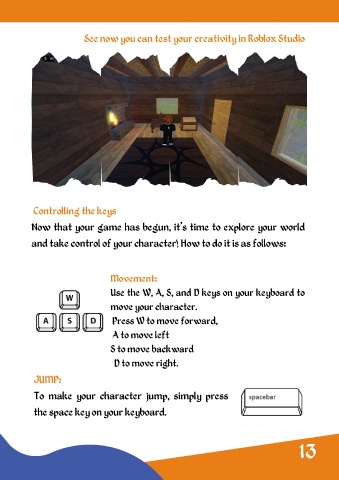 See now you can test your creativity in Roblox Studio
Controlling the keys
Now that your game has begun, it's time to explore your world
and take control of your character! How to do it is as follows:
Movement:
Use the W, A, S, and D keys on your keyboard to
move your character.
Press W to move forward,
A to move left
S to move backward
D to move right.
W
A S D
JUMP:
To make your character jump, simply press
the space key on your keyboard.
spacebar
13